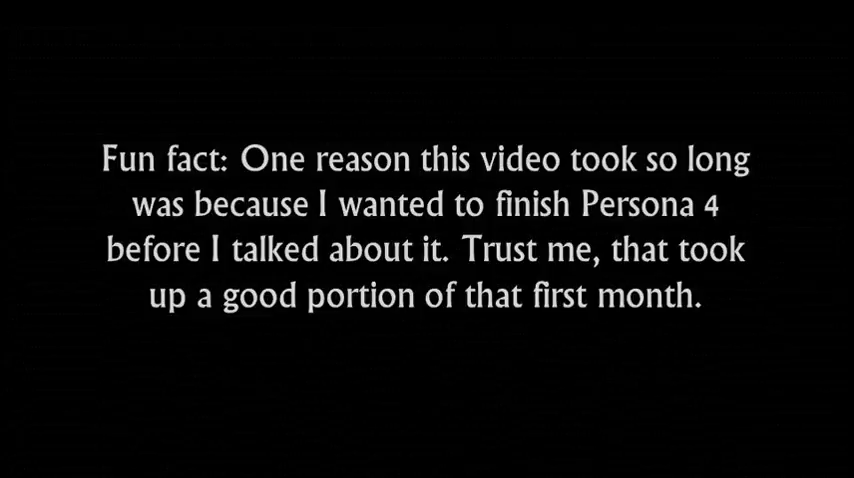 Fun fact: One reason this video took so long
was because I wanted to finish Persona 4
before I talked about it. Trust me, that took
up a good portion of that first month.